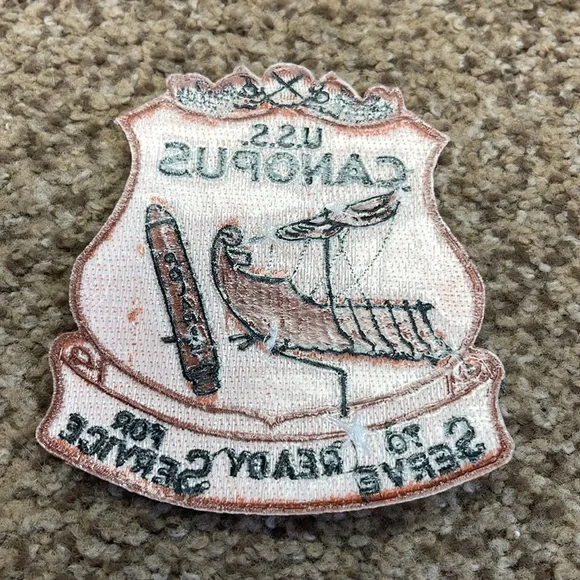 U.S.S.
CANOPUS
TO SERVE READY FOR SERVICE